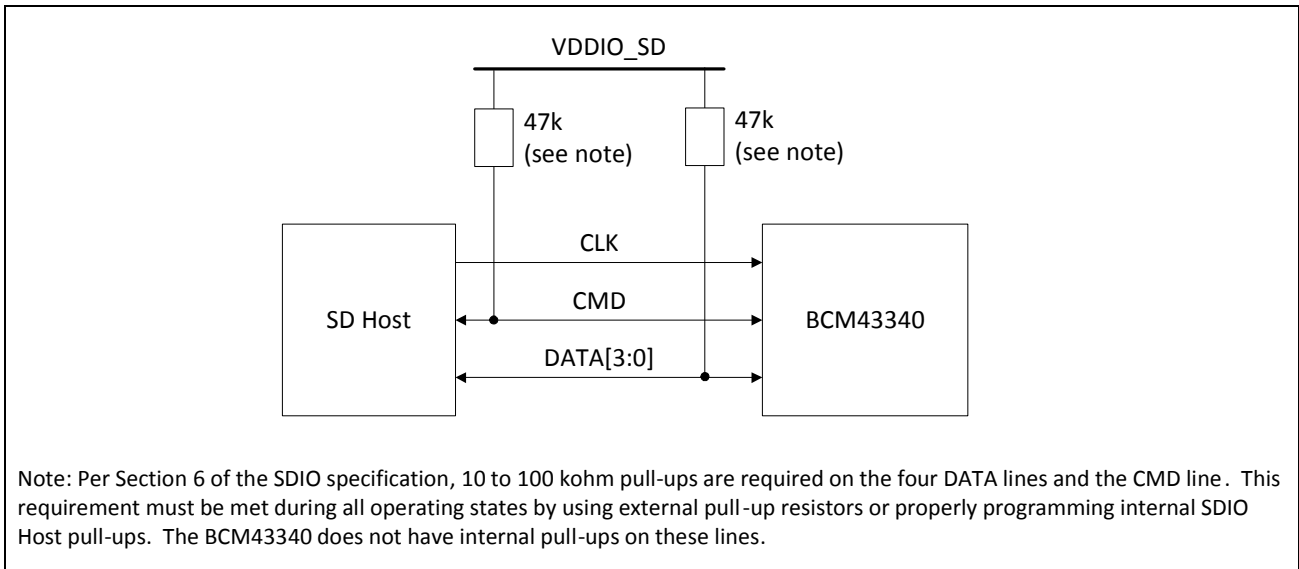 VDDIO_SD
47k
(see note)
47k
(see note)
CLK
SD Host
CMD
BCM43340
DATA[3:0]
Note: Per Section 6 of the SDIO specification, 10 to 100 kohm pull-ups are required on the four DATA lines and the CMD line. This
requirement must be met during all operating states by using external pull-up resistors or properly programming internal SDIO
Host pull-ups. The BCM43340 does not have internal pull-ups on these lines.